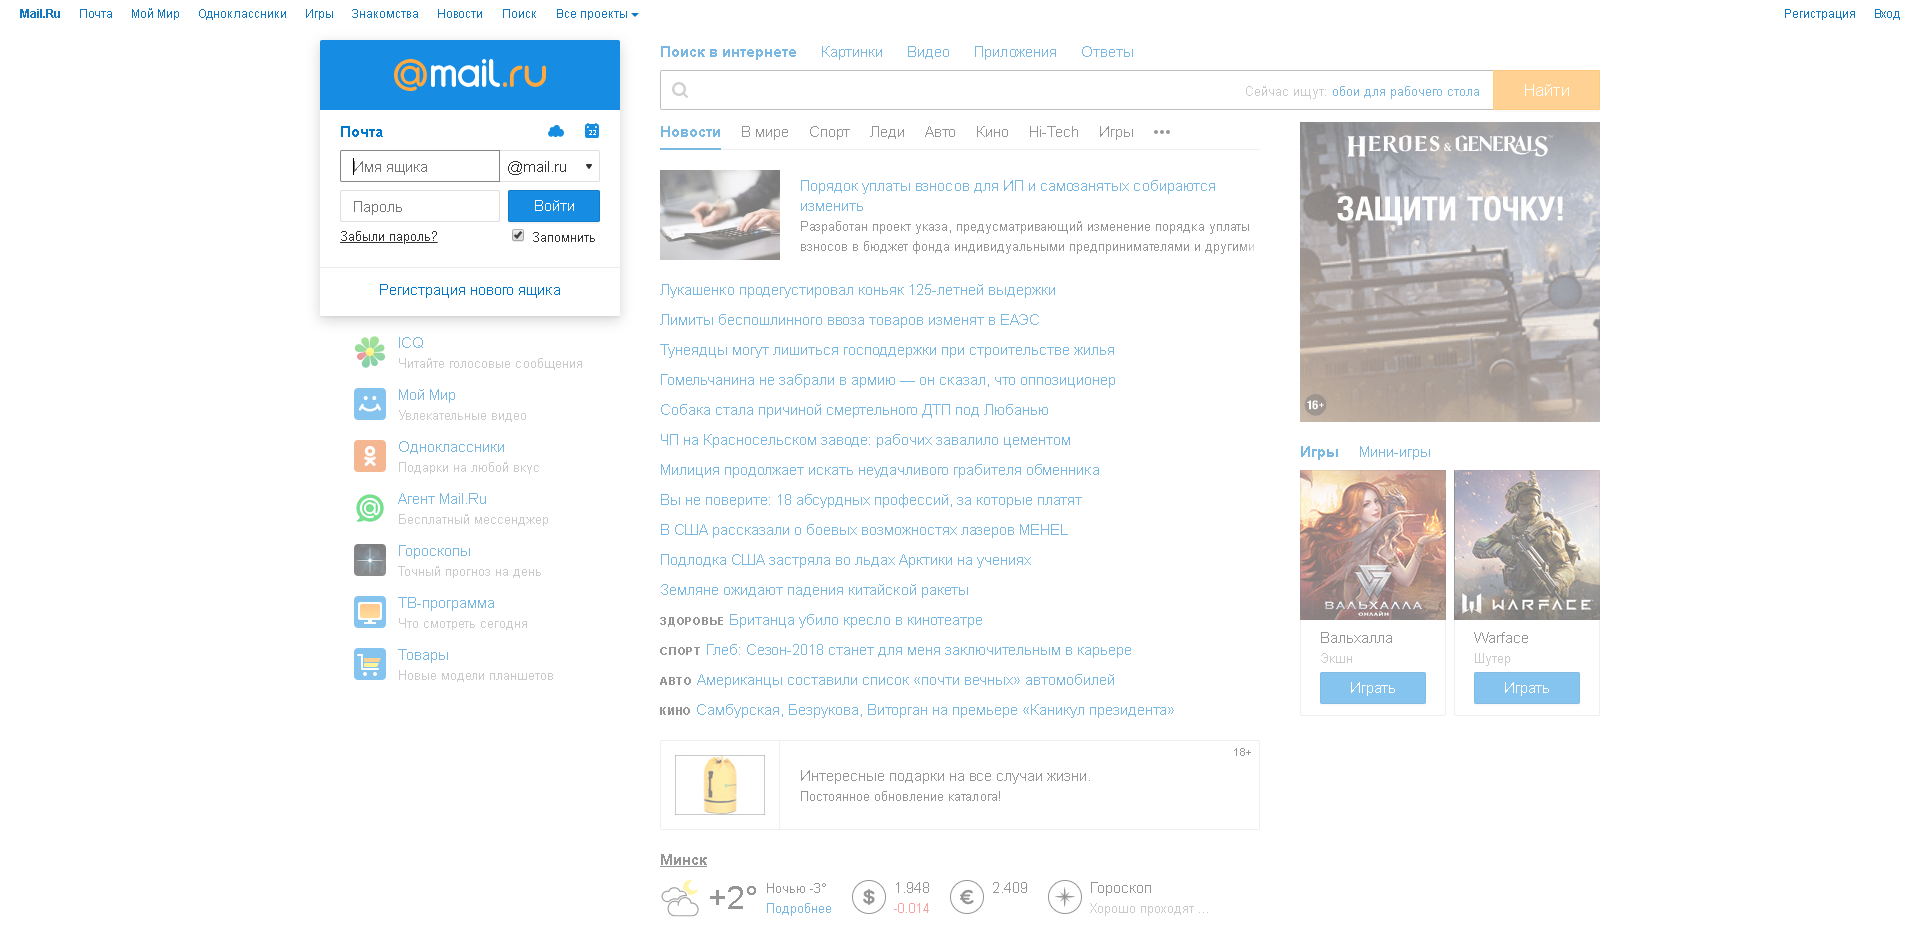 Mail.Ru Почта Мой Мир Одноклассники Игры Знакомства Новости Поиск Все проекты Регистрация Вход
@mail.ru
Почта
22
Имя ящика @mail.ru
Пароль Войти
Забыли пароль? Запомнить
Регистрация нового ящика
ICQ
Читайте голосовые сообщения
Мой Мир
Увлекательные видео
Одноклассники
Подарки на любой вкус
Агент Mail.Ru
Бесплатный мессенджер
Гороскопы
Точный прогноз на день
ТВ-программа
Что смотреть сегодня
Товары
Новые модели планшетов
Поиск в интернете Картинки Видео Приложения Ответы
Сейчас ищут: обои для рабочего стола Найти
Новости В мире Спорт Леди Авто Кино Hi-Tech Игры
Порядок уплаты взносов для ИП и самозанятых собираются
изменить
Разработан проект указа, предусматривающий изменение порядка уплаты
взносов в бюджет фонда индивидуальными предпринимателями и другими
Лукашенко продегустировал коньяк 125-летней выдержки
Лимиты беспошлинного ввоза товаров изменят в ЕАЭС
Тунеядцы могут лишиться господдержки при строительстве жилья
Гомельчанина не забрали в армию — он сказал, что оппозиционер
Собака стала причиной смертельного ДТП под Любанью
ЧП на Красносельском заводе: рабочих завалило цементом
Милиция продолжает искать неудачливого грабителя обменника
Вы не поверите: 18 абсурдных профессий, за которые платят
В США рассказали о боевых возможностях лазеров MEHEL
Подлодка США застряла во льдах Арктики на учениях
Земляне ожидают падения китайской ракеты
ЗДОРОВЬЕ Британца убило кресло в кинотеатре
СПОРТ Глеб: Сезон-2018 станет для меня заключительным в карьере
АВТО Американцы составили список «почти вечных» автомобилей
КИНО Самбурская, Безрукова, Виторган на премьере «Каникул президента»
18+
Интересные подарки на все случаи жизни.
Постоянное обновление каталога!
Минск
+2° Ночью -3° Подробнее
$ 1.948 -0.014
€ 2.409
Гороскоп
Хорошо проходят ...
HEROES & GENERALS
ЗАЩИТИ ТОЧКУ!
16+
Игры Мини-игры
ВАЛЬХАЛЛА
ОНЛАЙН
WARFACE
Вальхалла
Экшн
Играть
Warface
Шутер
Играть